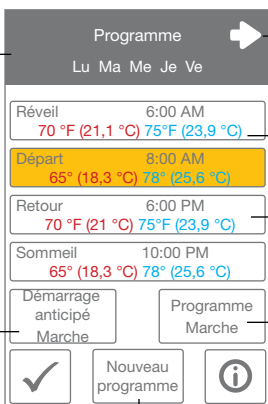 Programme
Lu Ma Me Je Ve
Réveil 6:00 AM
70 °F (21,1 °C) 75°F (23,9 °C)
Départ 8:00 AM
65° (18,3 °C) 78° (25,6 °C)
Retour 6:00 PM
70 °F (21 °C) 75°F (23,9 °C)
Sommeil 10:00 PM
65° (18,3 °C) 78° (25,6 °C)
Démarrage
anticipé
Marche
Programme
Marche
Nouveau
programme